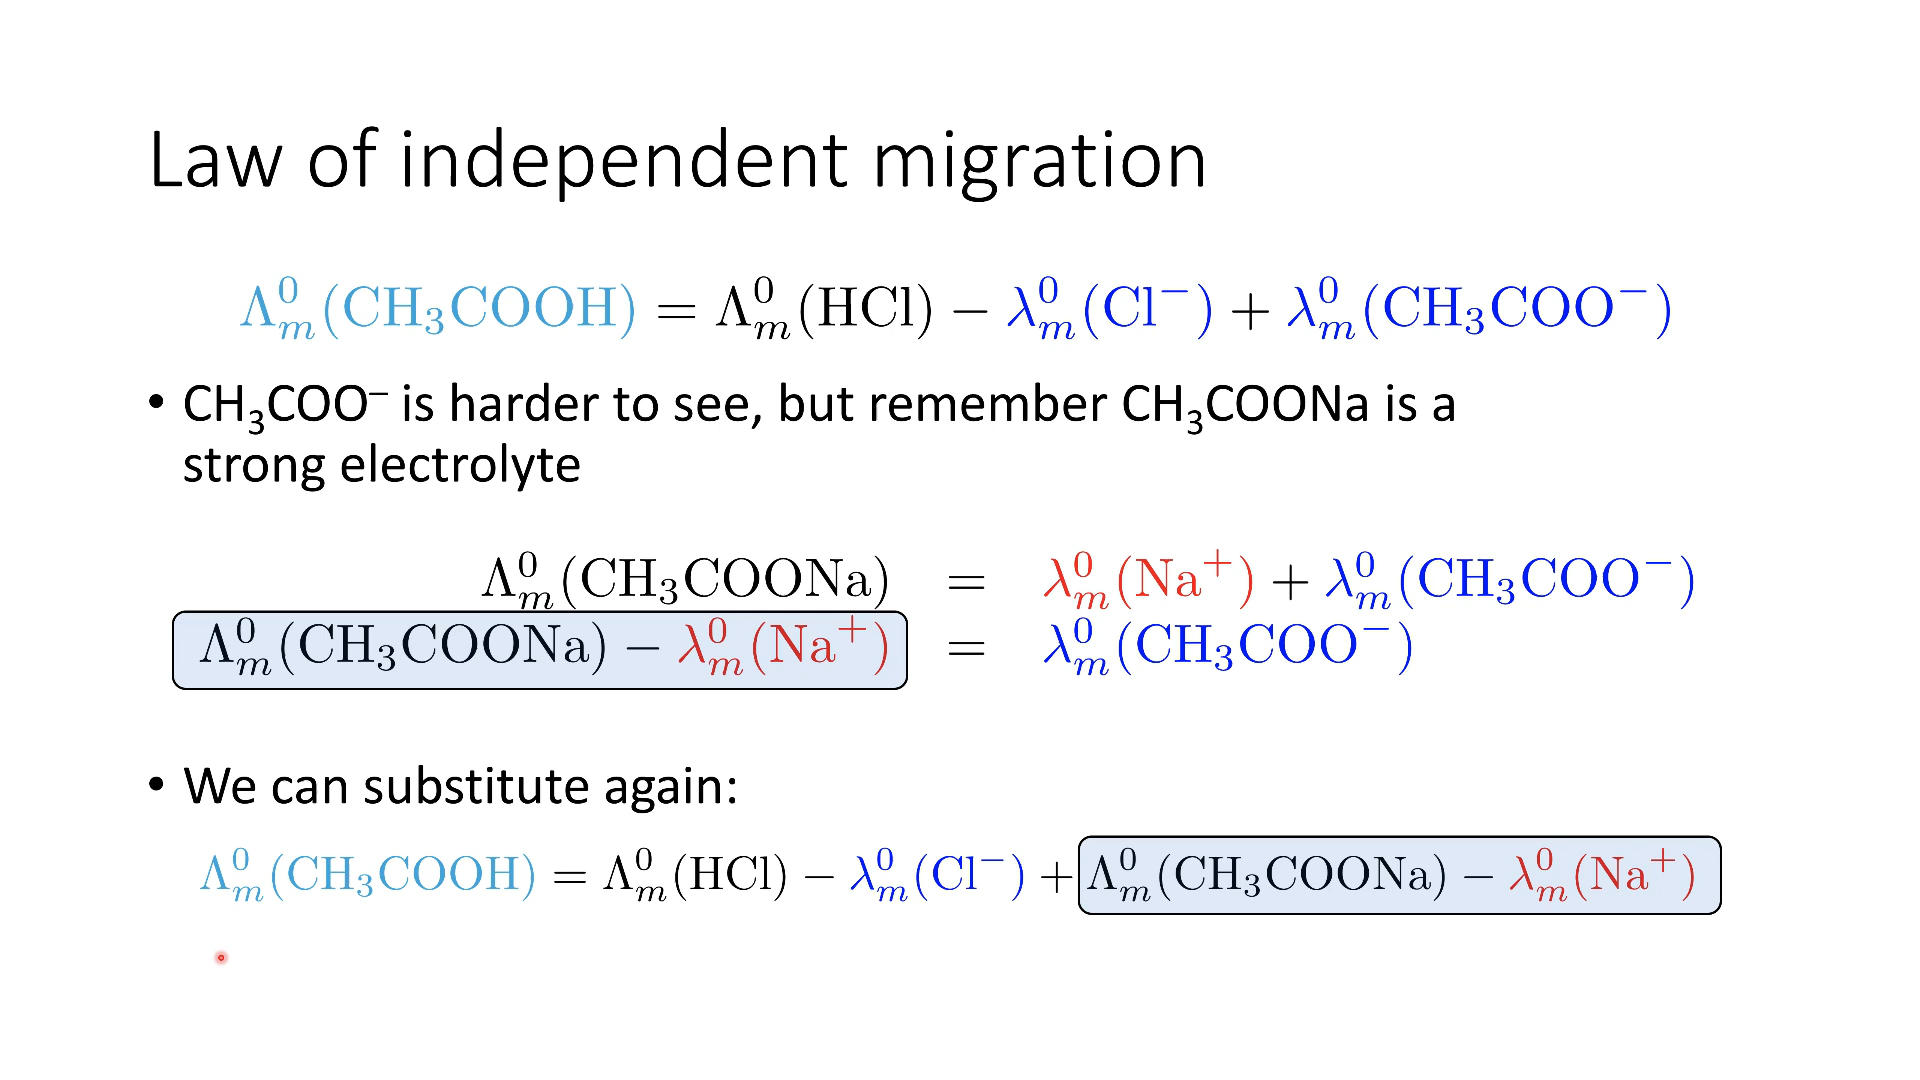 Law of independent migration
Λ⁰ₘ(CH₃COOH) = Λ⁰ₘ(HCl) − λ⁰ₘ(Cl⁻) + λ⁰ₘ(CH₃COO⁻)
• CH₃COO⁻ is harder to see, but remember CH₃COONa is a
strong electrolyte
Λ⁰ₘ(CH₃COONa) = λ⁰ₘ(Na⁺) + λ⁰ₘ(CH₃COO⁻)
Λ⁰ₘ(CH₃COONa) − λ⁰ₘ(Na⁺) = λ⁰ₘ(CH₃COO⁻)
• We can substitute again:
Λ⁰ₘ(CH₃COOH) = Λ⁰ₘ(HCl) − λ⁰ₘ(Cl⁻) + Λ⁰ₘ(CH₃COONa) − λ⁰ₘ(Na⁺)